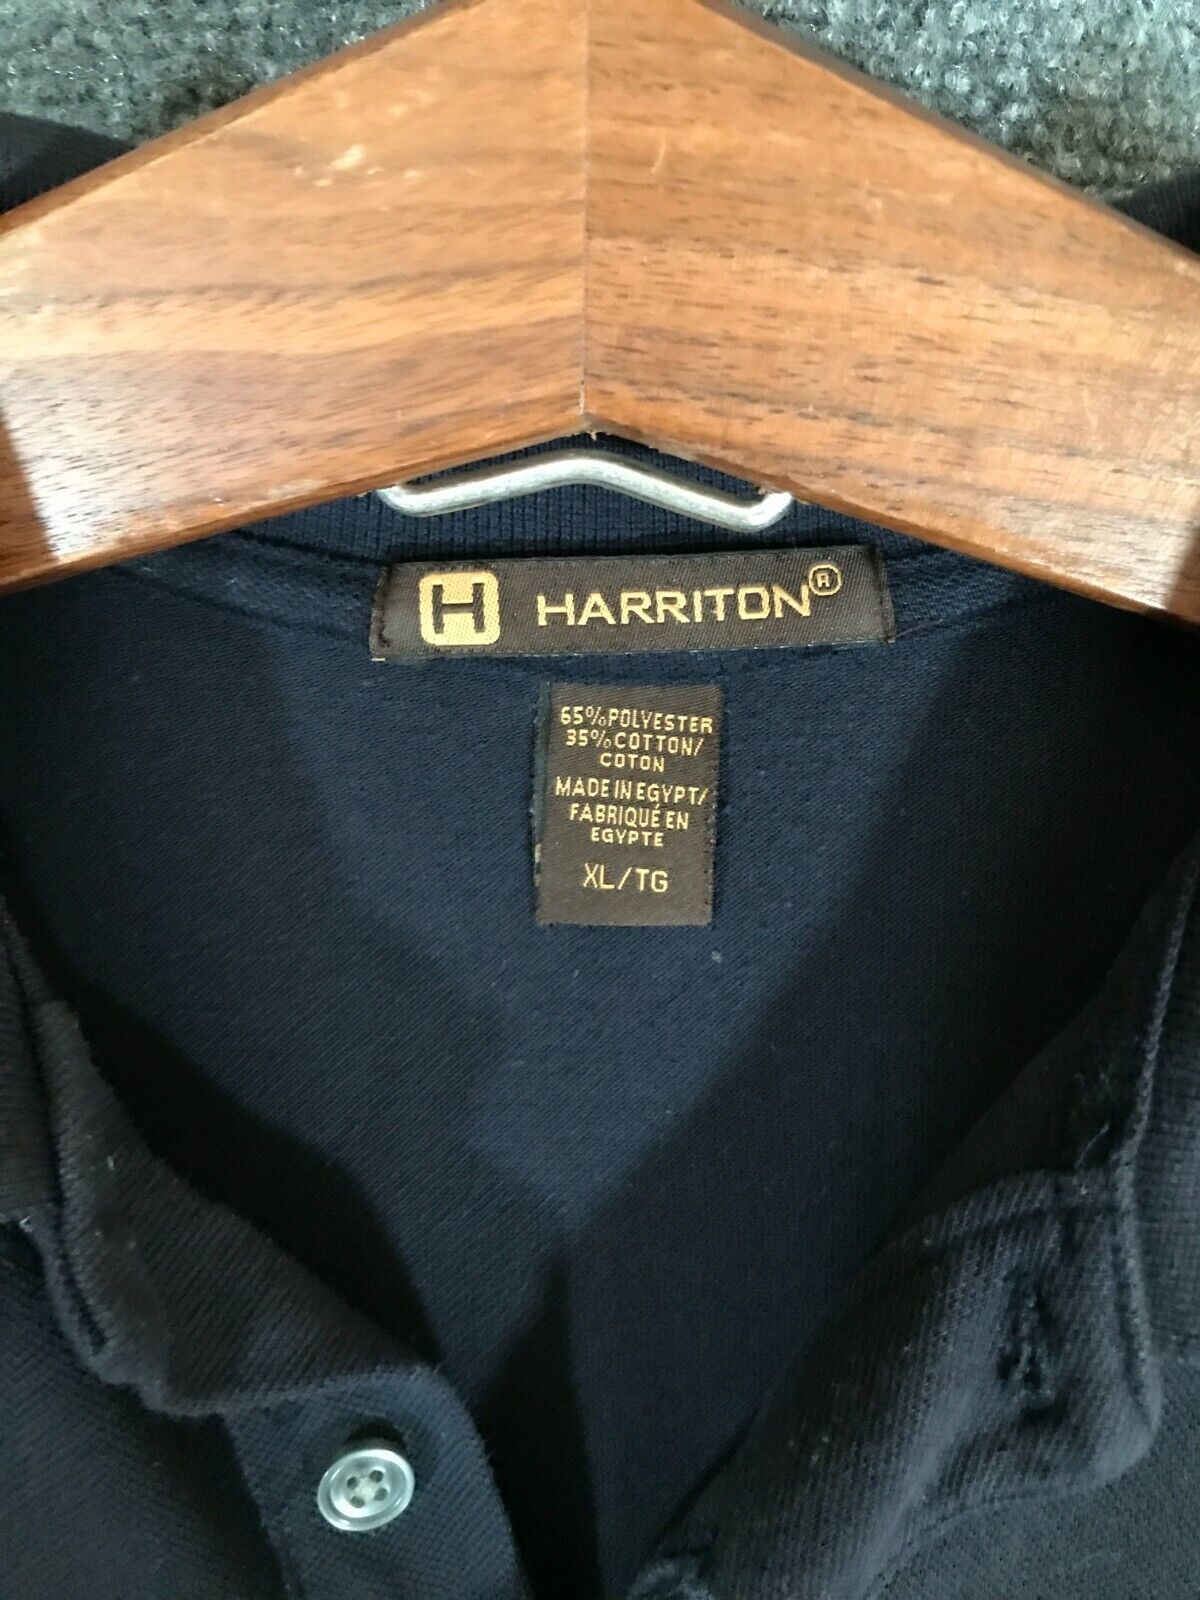 H HARRITON®
65%POLYESTER
35%COTTON/
COTON
MADE IN EGYPT/
FABRIQUÉ EN
EGYPTE
XL/TG